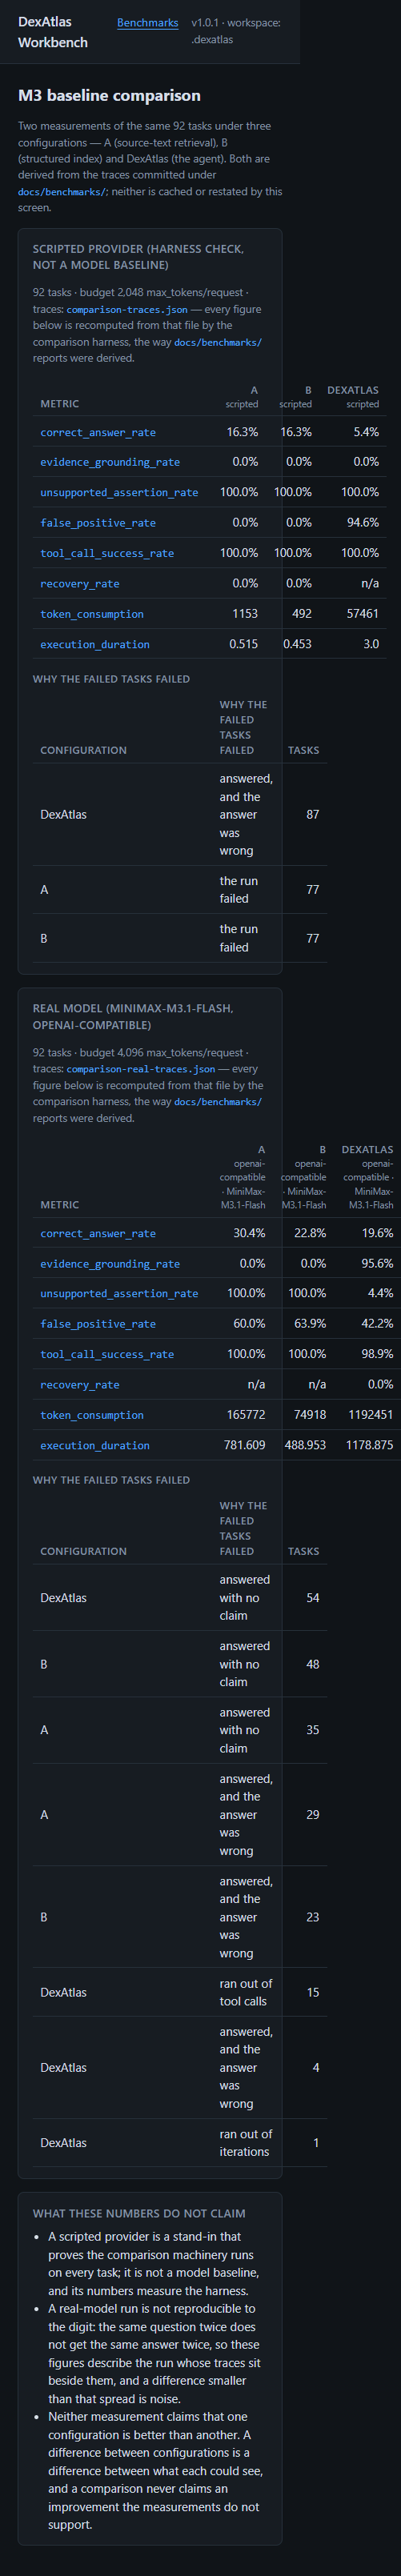 DexAtlas Workbench
Benchmarks
v1.0.1 · workspace: .dexatlas
M3 baseline comparison
Two measurements of the same 92 tasks under three
configurations — A (source-text retrieval), B
(structured index) and DexAtlas (the agent). Both are
derived from the traces committed under
docs/benchmarks/; neither is cached or restated by this
screen.
SCRIPTED PROVIDER (HARNESS CHECK,
NOT A MODEL BASELINE)
92 tasks · budget 2,048 max_tokens/request ·
traces: comparison-traces.json — every figure
below is recomputed from that file by the
comparison harness, the way docs/benchmarks/
reports were derived.
METRIC A scripted B scripted DEXATLAS scripted
correct_answer_rate 16.3% 16.3% 5.4%
evidence_grounding_rate 0.0% 0.0% 0.0%
unsupported_assertion_rate 100.0% 100.0% 100.0%
false_positive_rate 0.0% 0.0% 94.6%
tool_call_success_rate 100.0% 100.0% 100.0%
recovery_rate 0.0% 0.0% n/a
token_consumption 1153 492 57461
execution_duration 0.515 0.453 3.0
WHY THE FAILED TASKS FAILED
CONFIGURATION WHY THE FAILED TASKS FAILED TASKS
DexAtlas answered, and the answer was wrong 87
A the run failed 77
B the run failed 77
REAL MODEL (MINIMAX-M3.1-FLASH,
OPENAI-COMPATIBLE)
92 tasks · budget 4,096 max_tokens/request ·
traces: comparison-real-traces.json — every
figure below is recomputed from that file by the
comparison harness, the way docs/benchmarks/
reports were derived.
METRIC A openai-compatible · MiniMax-M3.1-Flash B openai-compatible · MiniMax-M3.1-Flash DEXATLAS openai-compatible · MiniMax-M3.1-Flash
correct_answer_rate 30.4% 22.8% 19.6%
evidence_grounding_rate 0.0% 0.0% 95.6%
unsupported_assertion_rate 100.0% 100.0% 4.4%
false_positive_rate 60.0% 63.9% 42.2%
tool_call_success_rate 100.0% 100.0% 98.9%
recovery_rate n/a n/a 0.0%
token_consumption 165772 74918 1192451
execution_duration 781.609 488.953 1178.875
WHY THE FAILED TASKS FAILED
CONFIGURATION WHY THE FAILED TASKS FAILED TASKS
DexAtlas answered with no claim 54
B answered with no claim 48
A answered with no claim 35
A answered, and the answer was wrong 29
B answered, and the answer was wrong 23
DexAtlas ran out of tool calls 15
DexAtlas answered, and the answer was wrong 4
DexAtlas ran out of iterations 1
WHAT THESE NUMBERS DO NOT CLAIM
• A scripted provider is a stand-in that
proves the comparison machinery runs
on every task; it is not a model baseline,
and its numbers measure the harness.
• A real-model run is not reproducible to
the digit: the same question twice does
not get the same answer twice, so these
figures describe the run whose traces sit
beside them, and a difference smaller
than that spread is noise.
• Neither measurement claims that one
configuration is better than another. A
difference between configurations is a
difference between what each could see,
and a comparison never claims an
improvement the measurements do not
support.